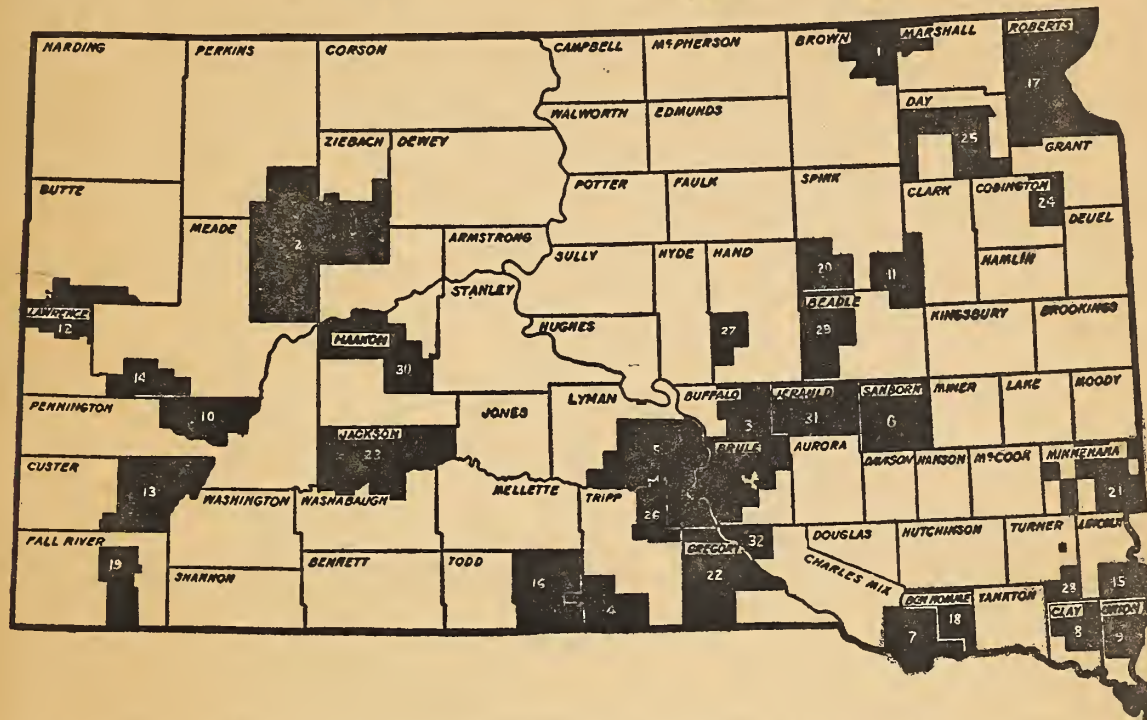 HARDING
PERKINS
CORSON
CAMPBELL
McPHERSON
BROWN
1
MARSHALL
ROBERTS
17
WALWORTH
EDMUNDS
DAY
25
ZIEBACH
DEWEY
GRANT
BUTTE
POTTER
FAULK
SPINK
CLARK
CODINGTON
24
DEUEL
MEADE
2
ARMSTRONG
SULLY
HYDE
HAND
20
11
HAMLIN
STANLEY
LAWRENCE
12
BEADLE
29
KINGSBURY
BROOKINGS
HAAKON
30
HUGHES
27
14
PENNINGTON
10
JONES
LYMAN
BUFFALO
3
JERAULD
31
SANBORN
6
MINER
LAKE
MOODY
JACKSON
23
5
BRULE
AURORA
DAVISON
HANSON
McCOOK
MINNEHAHA
21
CUSTER
13
WASHINGTON
WASHABAUGH
MELLETTE
TRIPP
26
FALL RIVER
19
SHANNON
BENNETT
TODD
16
4
GREGORY
22
32
DOUGLAS
CHARLES MIX
HUTCHINSON
TURNER
LINCOLN
28
15
BON HOMME
7
18
YANKTON
CLAY
8
UNION
9